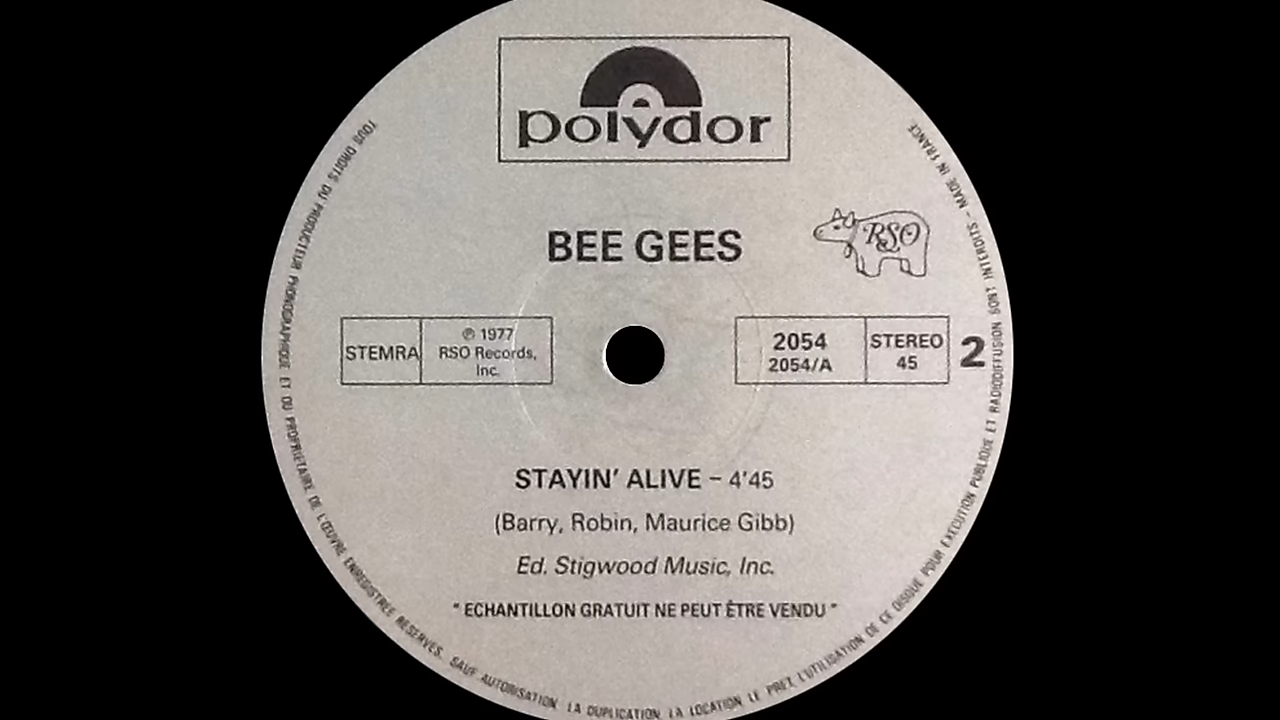 polydor
BEE GEES
RSO
STEMRA
℗ 1977
RSO Records,
Inc.
2054
2054/A
STEREO
45
2
STAYIN' ALIVE – 4'45
(Barry, Robin, Maurice Gibb)
Ed. Stigwood Music, Inc.
" ECHANTILLON GRATUIT NE PEUT ÊTRE VENDU "
TOUS DROITS DU PRODUCTEUR PHONOGRAPHIQUE ET DU PROPRIETAIRE DE L'ŒUVRE ENREGISTREE RESERVES. SAUF AUTORISATION LA DUPLICATION, LA LOCATION LE PRET, L'UTILISATION DE CE DISQUE POUR EXECUTION PUBLIQUE ET RADIODIFFUSION SONT INTERDITS – MADE IN FRANCE